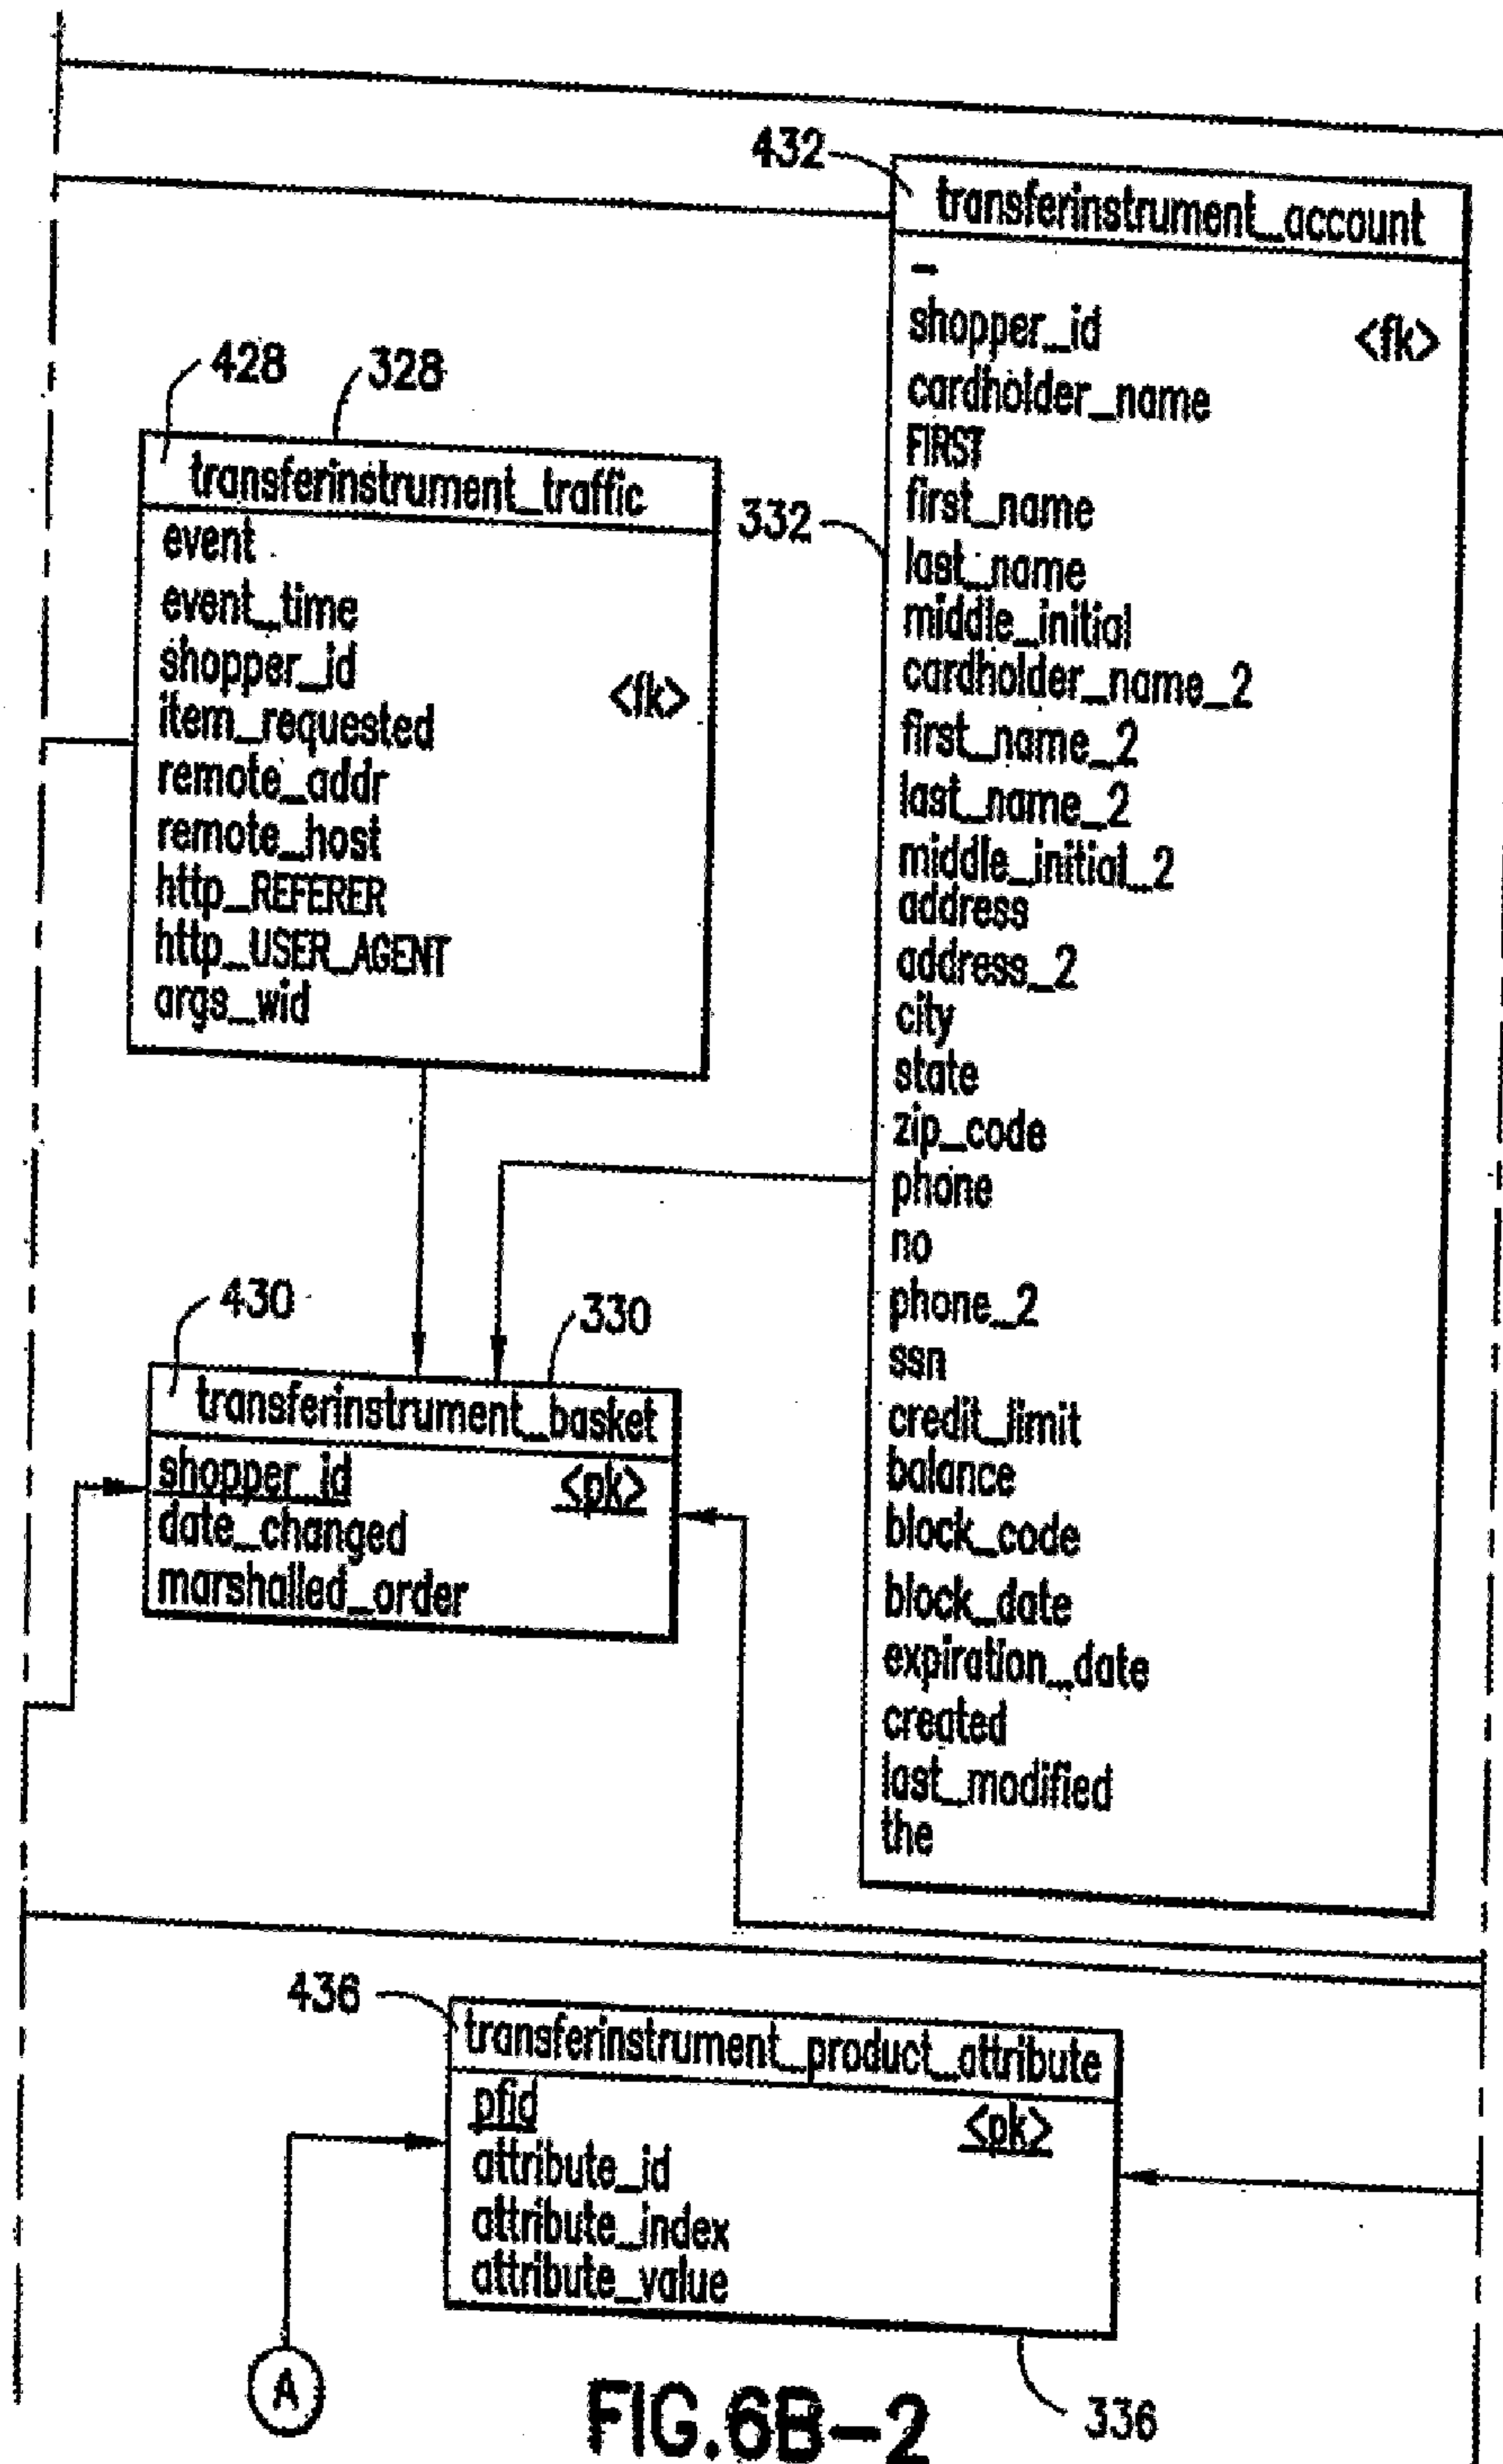 432
transferinstrument_account
-
shopper_id <fk>
cardholder_name
FIRST
first_name
last_name
middle_initial
cardholder_name_2
first_name_2
last_name_2
middle_initial_2
address
address_2
city
state
zip_code
phone
no
phone_2
ssn
credit_limit
balance
block_code
block_date
expiration_date
created
last_modified
the
332
428
328
transferinstrument_traffic
event
event_time
shopper_id <fk>
item_requested
remote_addr
remote_host
http_REFERER
http_USER_AGENT
args_wid
430
330
transferinstrument_basket
shopper_id <pk>
date_changed
marshalled_order
436
transferinstrument_product_attribute
pfid <pk>
attribute_id
attribute_index
attribute_value
A
336
FIG.6B-2